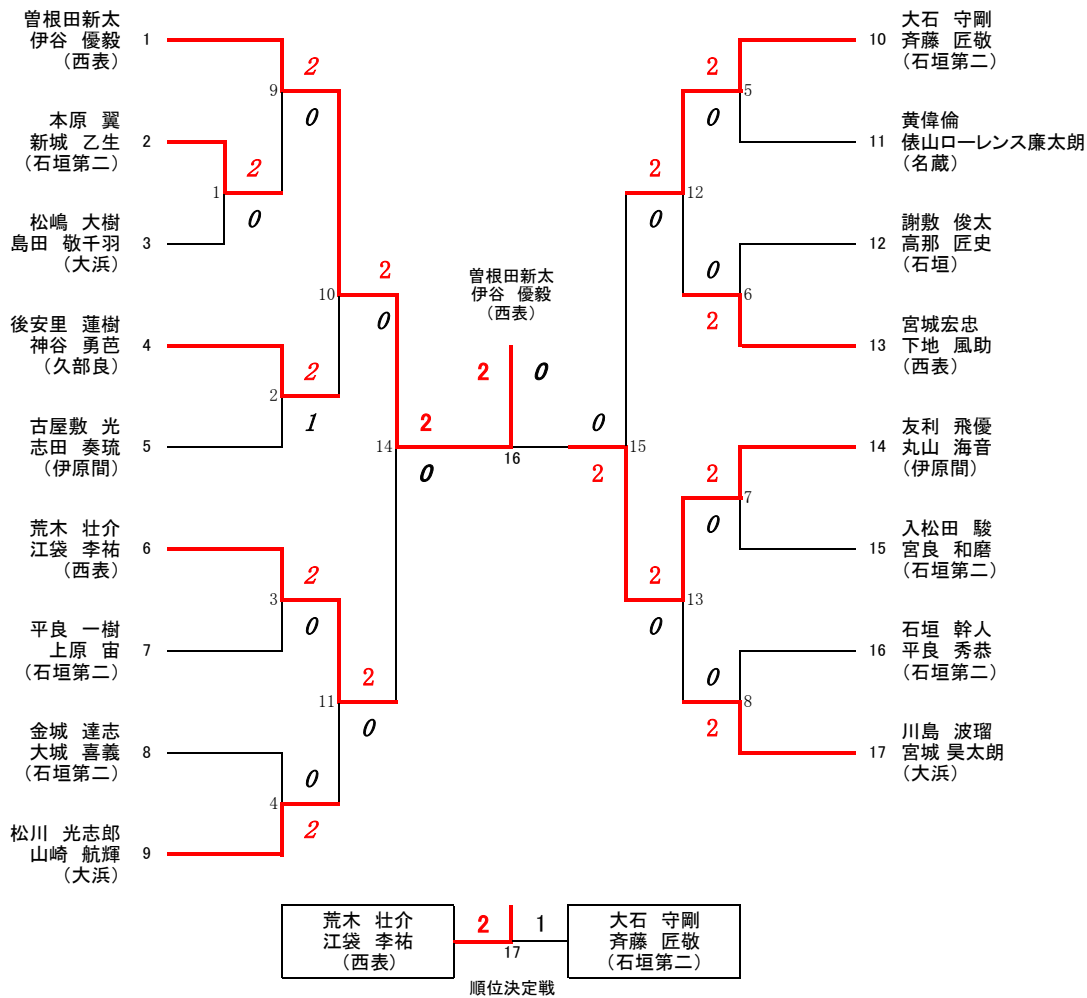 曽根田新太
伊谷 優毅
(西表)
1
本原 翼
新城 乙生
(石垣第二)
2
松嶋 大樹
島田 敬千羽
(大浜)
3
後安里 蓮樹
神谷 勇芭
(久部良)
4
古屋敷 光
志田 奏琉
(伊原間)
5
荒木 壮介
江袋 李祐
(西表)
6
平良 一樹
上原 宙
(石垣第二)
7
金城 達志
大城 喜義
(石垣第二)
8
松川 光志郎
山崎 航輝
(大浜)
9
9
2
0
1
2
0
2
2
1
3
2
0
4
0
2
10
2
0
11
2
0
14
2
0
曽根田新太
伊谷 優毅
(西表)
2
0
16
0
2
15
2
0
12
2
0
13
2
0
5
0
2
6
2
0
7
0
2
8
10
大石 守剛
斉藤 匠敬
(石垣第二)
11
黄偉倫
俵山ローレンス廉太朗
(名蔵)
12
謝敷 俊太
高那 匠史
(石垣)
13
宮城宏忠
下地 風助
(西表)
14
友利 飛優
丸山 海音
(伊原間)
15
入松田 駿
宮良 和磨
(石垣第二)
16
石垣 幹人
平良 秀恭
(石垣第二)
17
川島 波瑠
宮城 昊太朗
(大浜)
荒木 壮介
江袋 李祐
(西表)
2
1
17
大石 守剛
斉藤 匠敬
(石垣第二)
順位決定戦